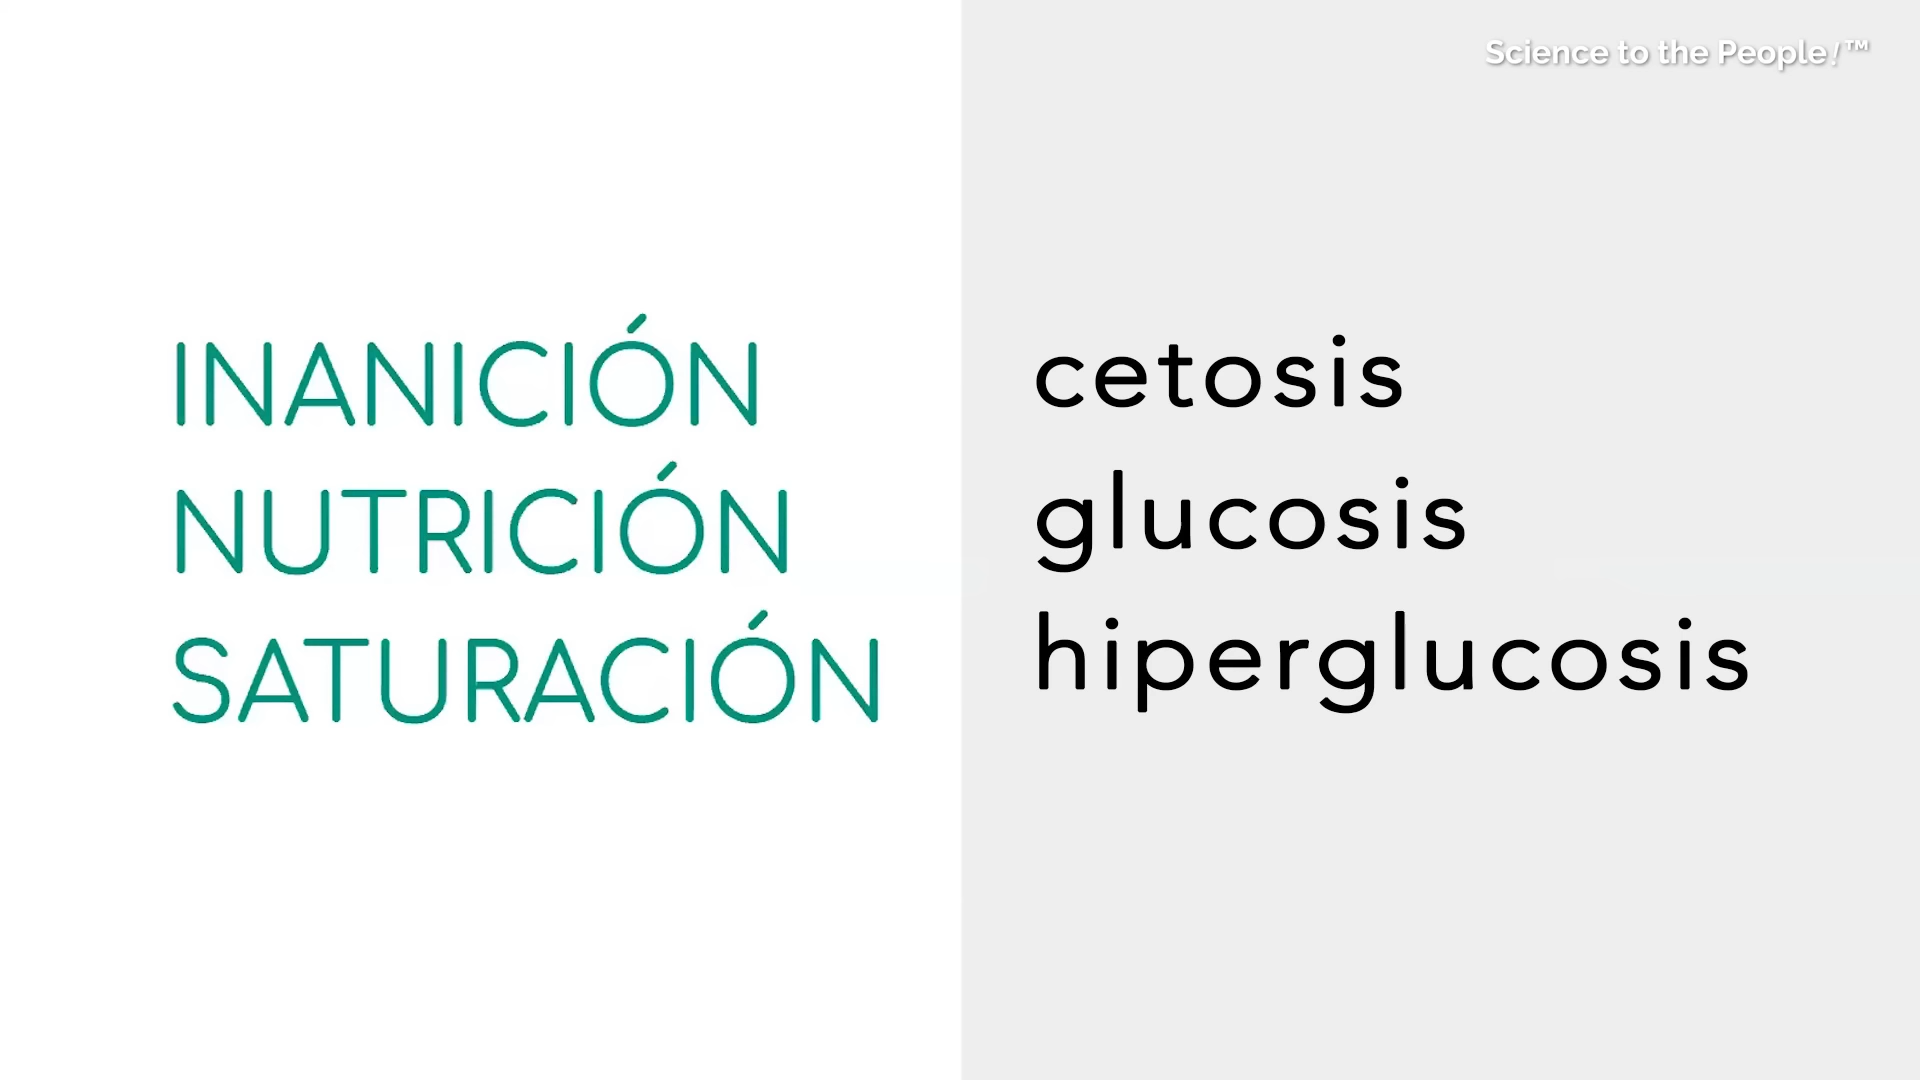 Science to the People!™
INANICIÓN
NUTRICIÓN
SATURACIÓN
cetosis
glucosis
hiperglucosis